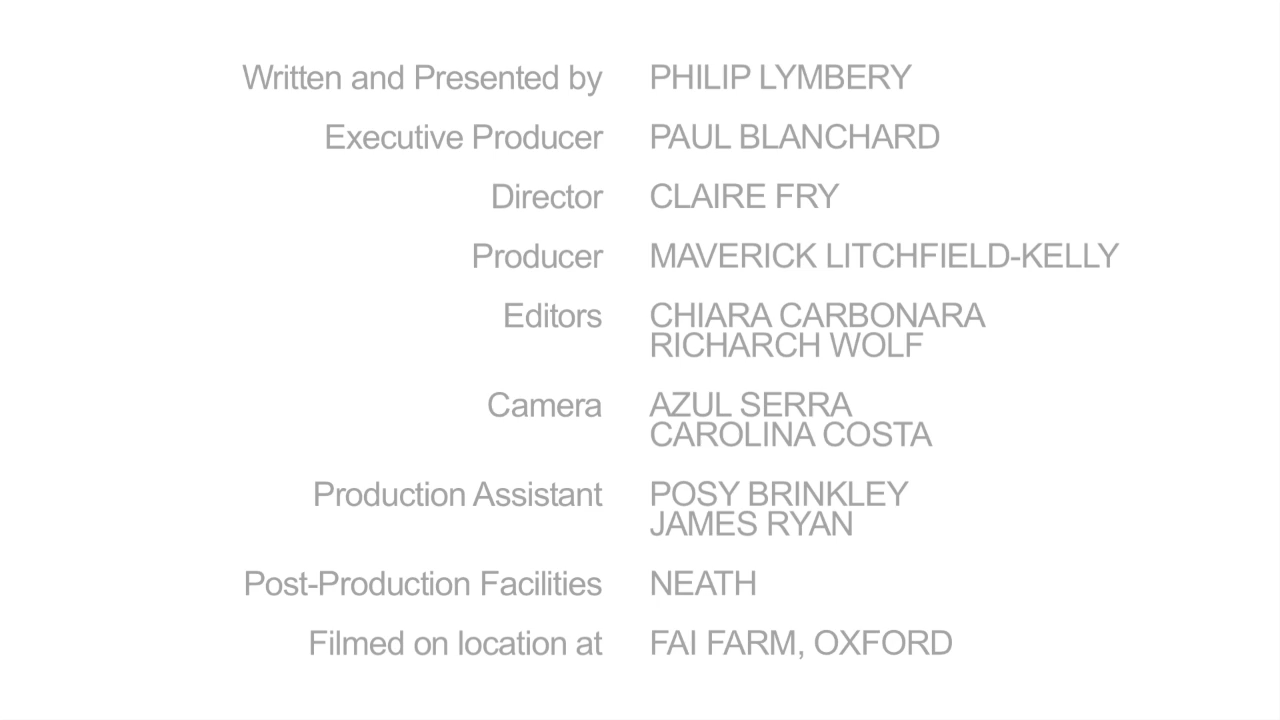 Written and Presented by PHILIP LYMBERY
Executive Producer PAUL BLANCHARD
Director CLAIRE FRY
Producer MAVERICK LITCHFIELD-KELLY
Editors CHIARA CARBONARA
RICHARCH WOLF
Camera AZUL SERRA
CAROLINA COSTA
Production Assistant POSY BRINKLEY
JAMES RYAN
Post-Production Facilities NEATH
Filmed on location at FAI FARM, OXFORD